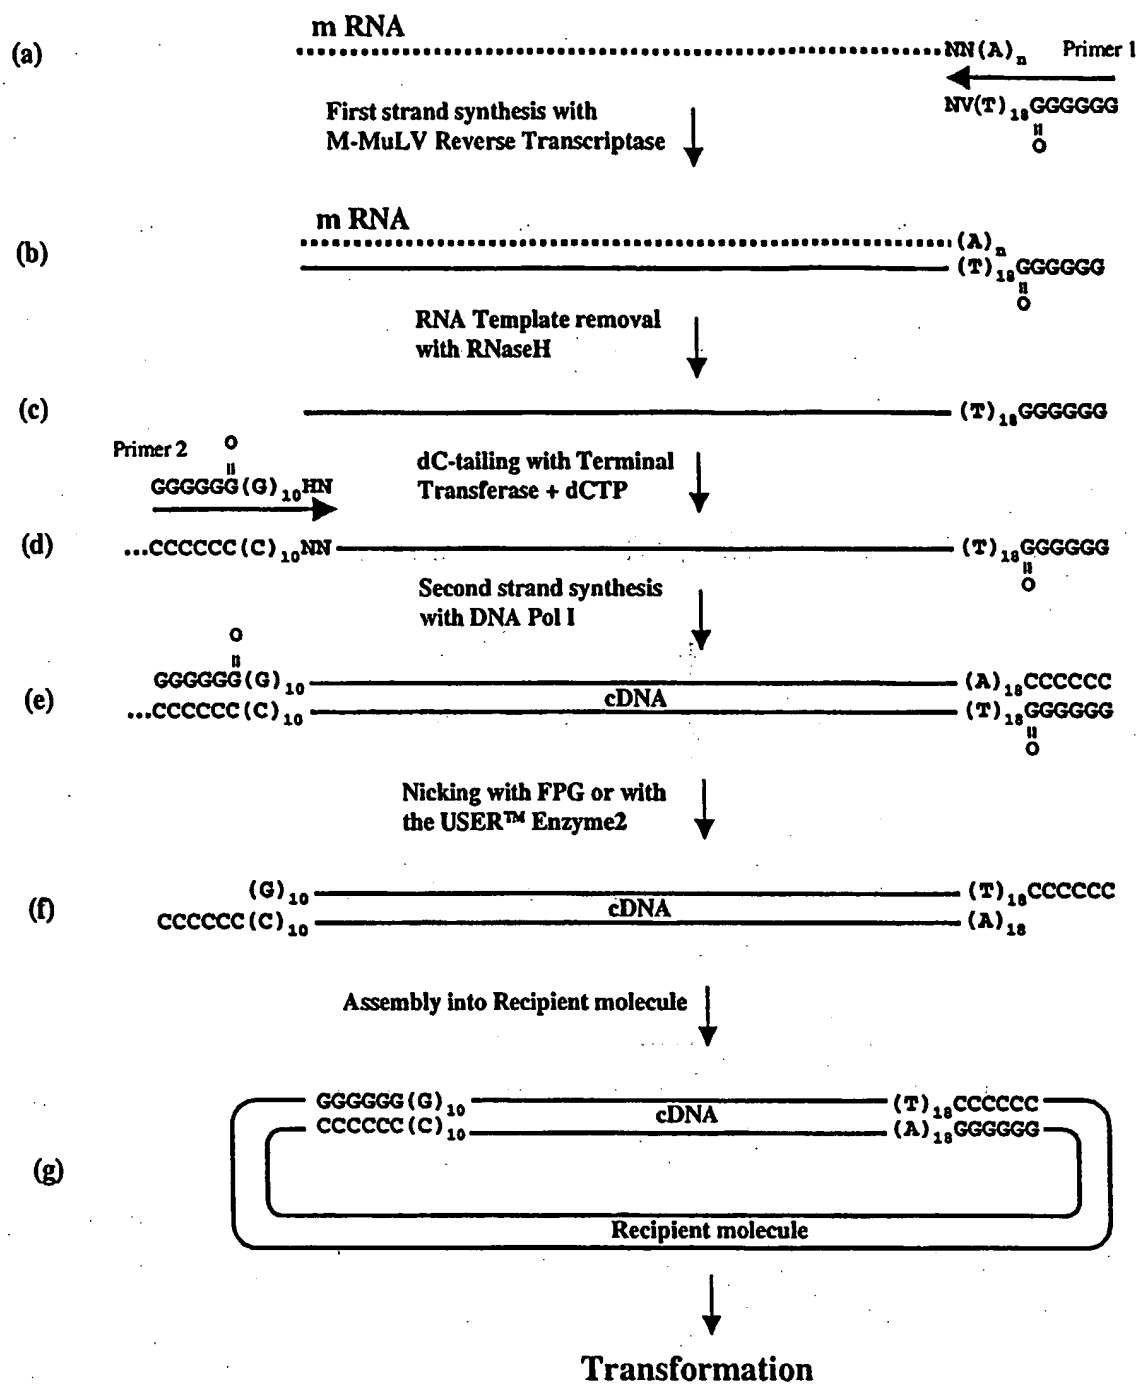 m RNA
(a) NN(A)n Primer 1
NV(T)18GGGGGG
O
First strand synthesis with
M-MuLV Reverse Transcriptase
m RNA
(b) (A)n
(T)18GGGGGG
O
RNA Template removal
with RNaseH
(c) (T)18GGGGGG
Primer 2 O
GGGGGG(G)10HN
dC-tailing with Terminal
Transferase + dCTP
(d) ...CCCCCC(C)10NN (T)18GGGGGG
O
Second strand synthesis
with DNA Pol I
O
GGGGGG(G)10 (A)18CCCCCC
(e) cDNA
...CCCCCC(C)10 (T)18GGGGGG
O
Nicking with FPG or with
the USER™ Enzyme2
(G)10 (T)18CCCCCC
(f) cDNA
CCCCCC(C)10 (A)18
Assembly into Recipient molecule
GGGGGG(G)10 (T)18CCCCCC
cDNA
CCCCCC(C)10 (A)18GGGGGG
(g)
Recipient molecule
Transformation